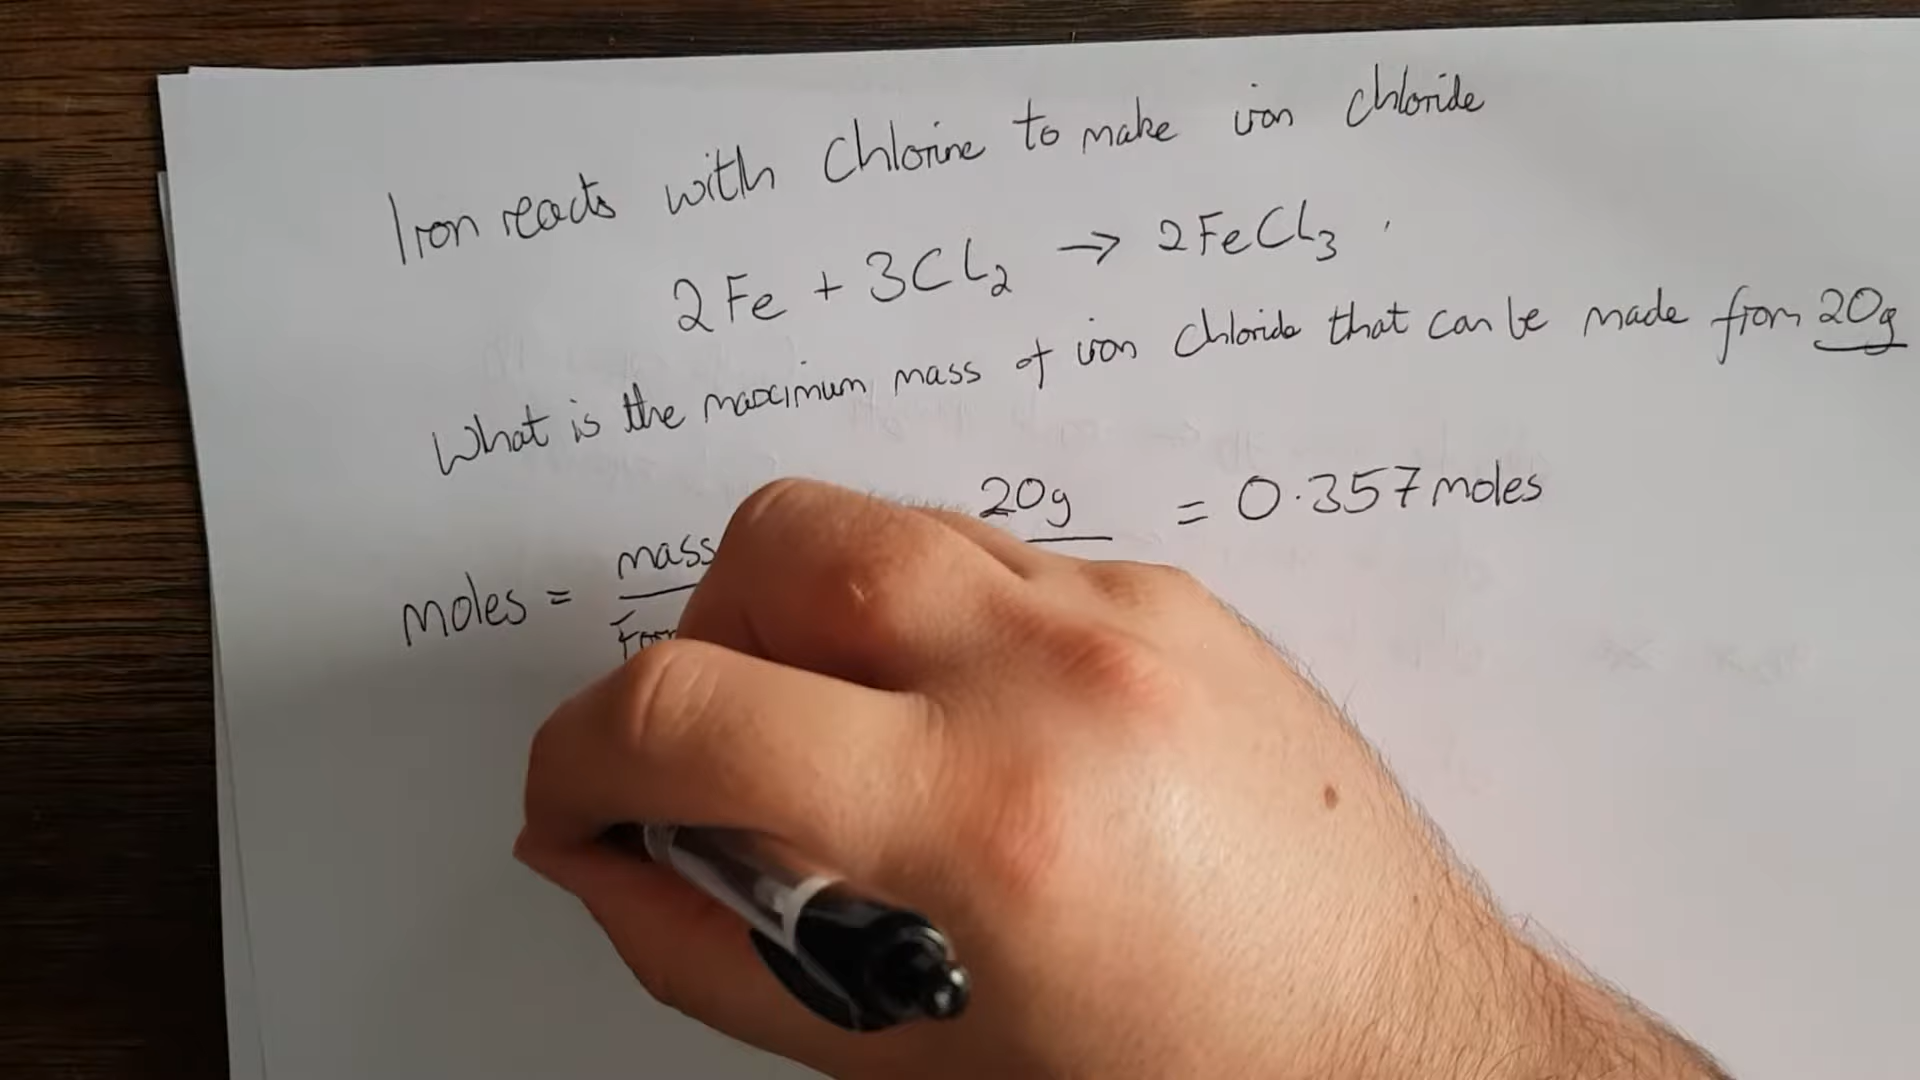 Iron reacts with Chlorine to make iron chloride
2Fe + 3Cl₂ → 2FeCl₃
What is the maximum mass of iron chloride that can be made from 20g
moles = mass 20g = 0.357 moles